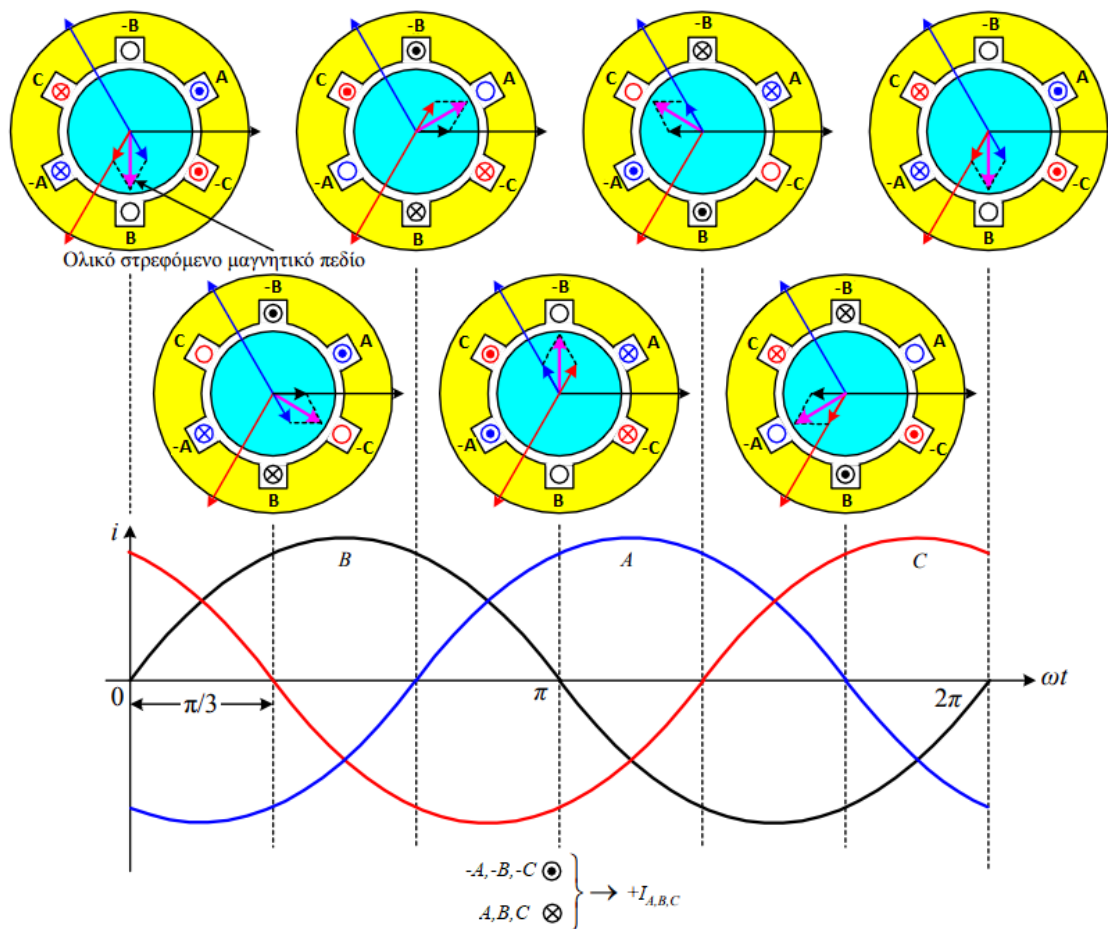 -B -B -B -B
C A C A C A C A
-A -C -A -C -A -C -A -C
B B B B
Ολικό στρεφόμενο μαγνητικό πεδίο
-B -B -B
C A C A C A
-A -C -A -C -A -C
B B B
i
B A C
0 π/3 π 2π ωt
-A,-B,-C
→ +I_{A,B,C}
A,B,C